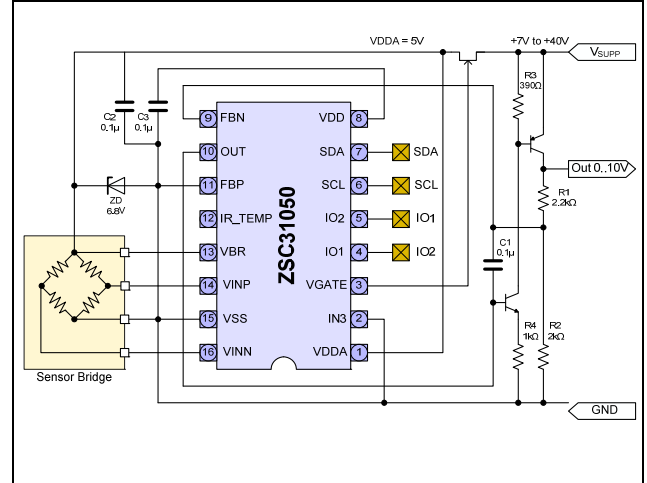 VDDA = 5V
+7V to +40V
VSUPP
R3
390Ω
C2
0.1µ
C3
0.1µ
9 FBN
VDD 8
10 OUT
SDA 7
SDA
Out 0..10V
11 FBP
SCL 6
SCL
ZD
6.8V
R1
2.2kΩ
12 IR_TEMP
IO2 5
IO1
13 VBR
IO1 4
IO2
C1
0.1µ
ZSC31050
14 VINP
VGATE 3
15 VSS
IN3 2
R4
1kΩ
R2
2kΩ
16 VINN
VDDA 1
Sensor Bridge
GND